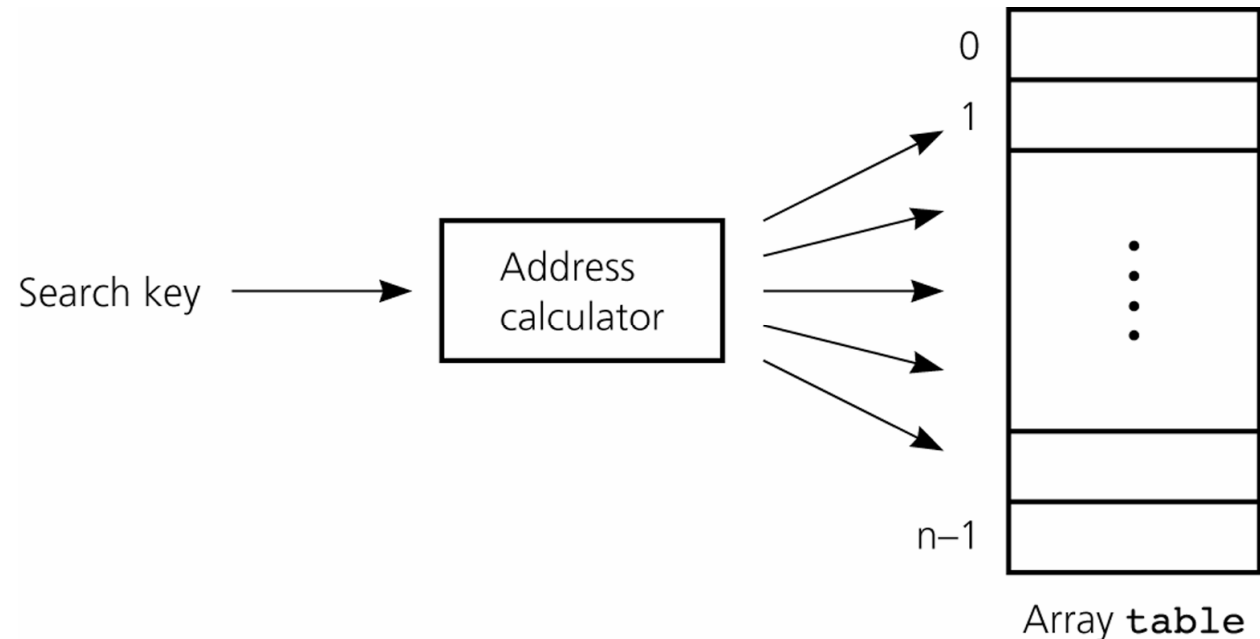 0
1
Search key
Address
calculator
n–1
Array table